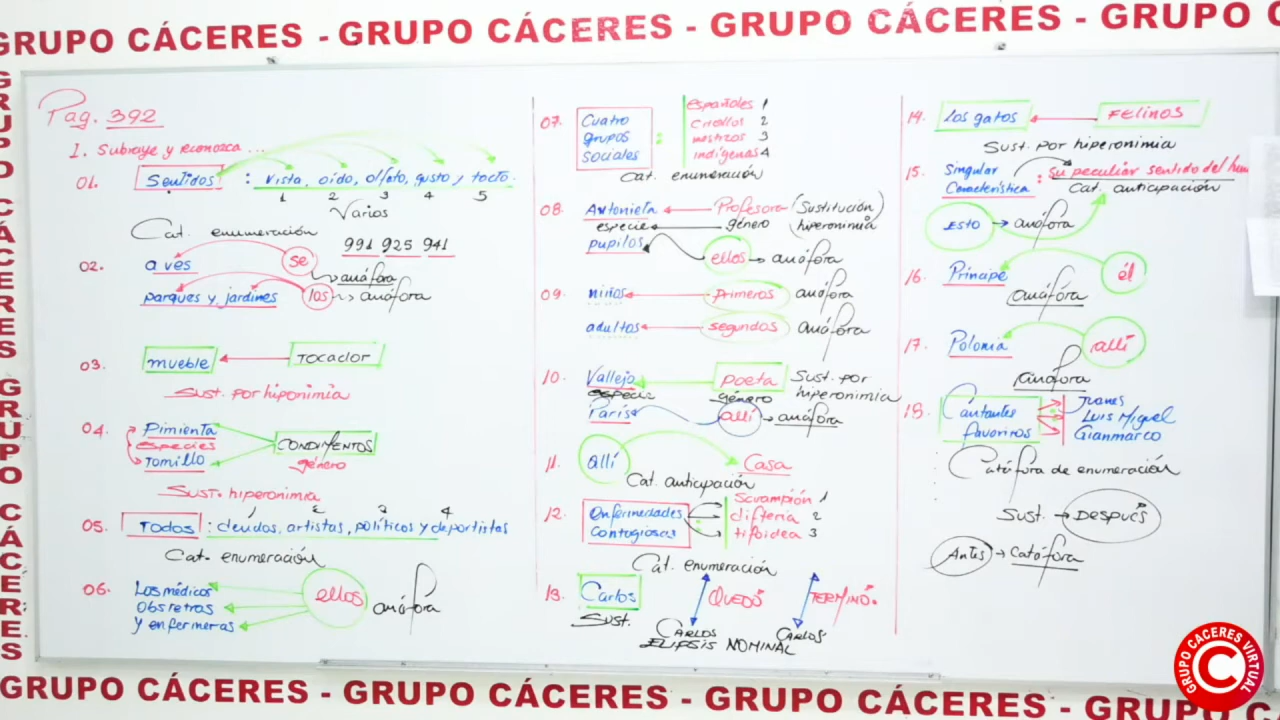 GRUPO CÁCERES - GRUPO CÁCERES - GRUPO CÁCERES - GRUPO C
GRUPO CÁCERES GRUPO CÁCERES
Pág. 392
I. Subraye y reconozca ...
01. Sentidos : vista, oído, olfato, gusto y tacto.
1 2 3 4 5
Varios
Cat. enumeración
991 925 941
02. aves se
anáfora
parques y jardines los → anáfora
03. mueble TOCADOR
Sust. por hiponimia
04. Pimienta
especies CONDIMENTOS
Tomillo género
Sust. hiperonimia
1 2 3 4
05. Todos : deudos, artistas, políticos y deportistas
Cat. enumeración
06. Los médicos
Obstetras ellos anáfora
y enfermeras
07. Cuatro grupos sociales :
españoles 1
criollos 2
mestizos 3
indígenas 4
Cat. enumeración
08. Antonieta Profesora (Sustitución
especie género hiperonimia)
pupilos ellos → anáfora
09. niños primeros anáfora
adultos segundos anáfora
10. Vallejo poeta Sust. por
especie género hiperonimia
París allí → anáfora
11. allí Casa
Cat. anticipación
12. Enfermedades contagiosas
Sarampión 1
difteria 2
tifoidea 3
Cat. enumeración
13. Carlos QUEDÓ TERMINÓ.
Sust. CARLOS CARLOS
ELIPSIS NOMINAL
14. Los gatos FELINOS
Sust. por hiperonimia
15. Singular
Característica : Su peculiar sentido del
Cat. anticipación
ESTO → anáfora
16. Príncipe él
anáfora
17. Polonia allí
anáfora
18. Cantantes favoritos
Juanes
Luis Miguel
Gianmarco
Catáfora de enumeración
Sust. → DESPUÉS
Antes → Catáfora
GRUPO CACERES VIRTUAL
C
GRUPO CÁCERES - GRUPO CÁCERES - GRUPO CÁCERES - GRUPO